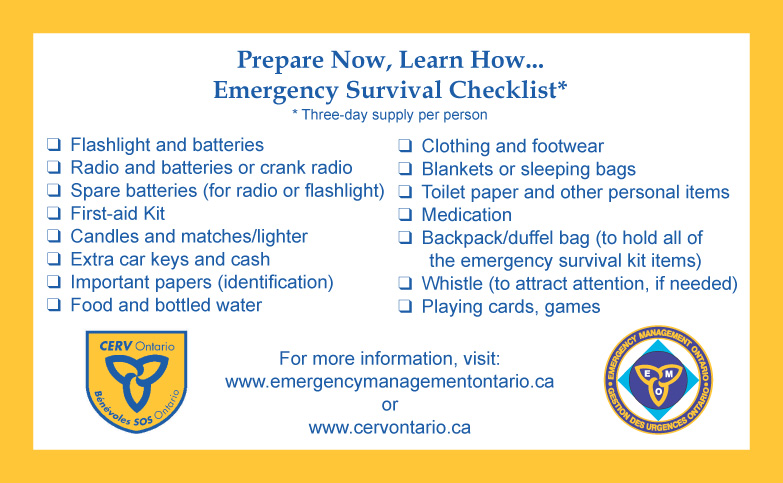 Prepare Now, Learn How...
Emergency Survival Checklist*
* Three-day supply per person
❏ Flashlight and batteries
❏ Radio and batteries or crank radio
❏ Spare batteries (for radio or flashlight)
❏ First-aid Kit
❏ Candles and matches/lighter
❏ Extra car keys and cash
❏ Important papers (identification)
❏ Food and bottled water
❏ Clothing and footwear
❏ Blankets or sleeping bags
❏ Toilet paper and other personal items
❏ Medication
❏ Backpack/duffel bag (to hold all of
the emergency survival kit items)
❏ Whistle (to attract attention, if needed)
❏ Playing cards, games
CERV Ontario
Bénévoles SOS Ontario
For more information, visit:
www.emergencymanagementontario.ca
or
www.cervontario.ca
EMERGENCY MANAGEMENT ONTARIO
E M
O
GESTION DES URGENCES ONTARIO